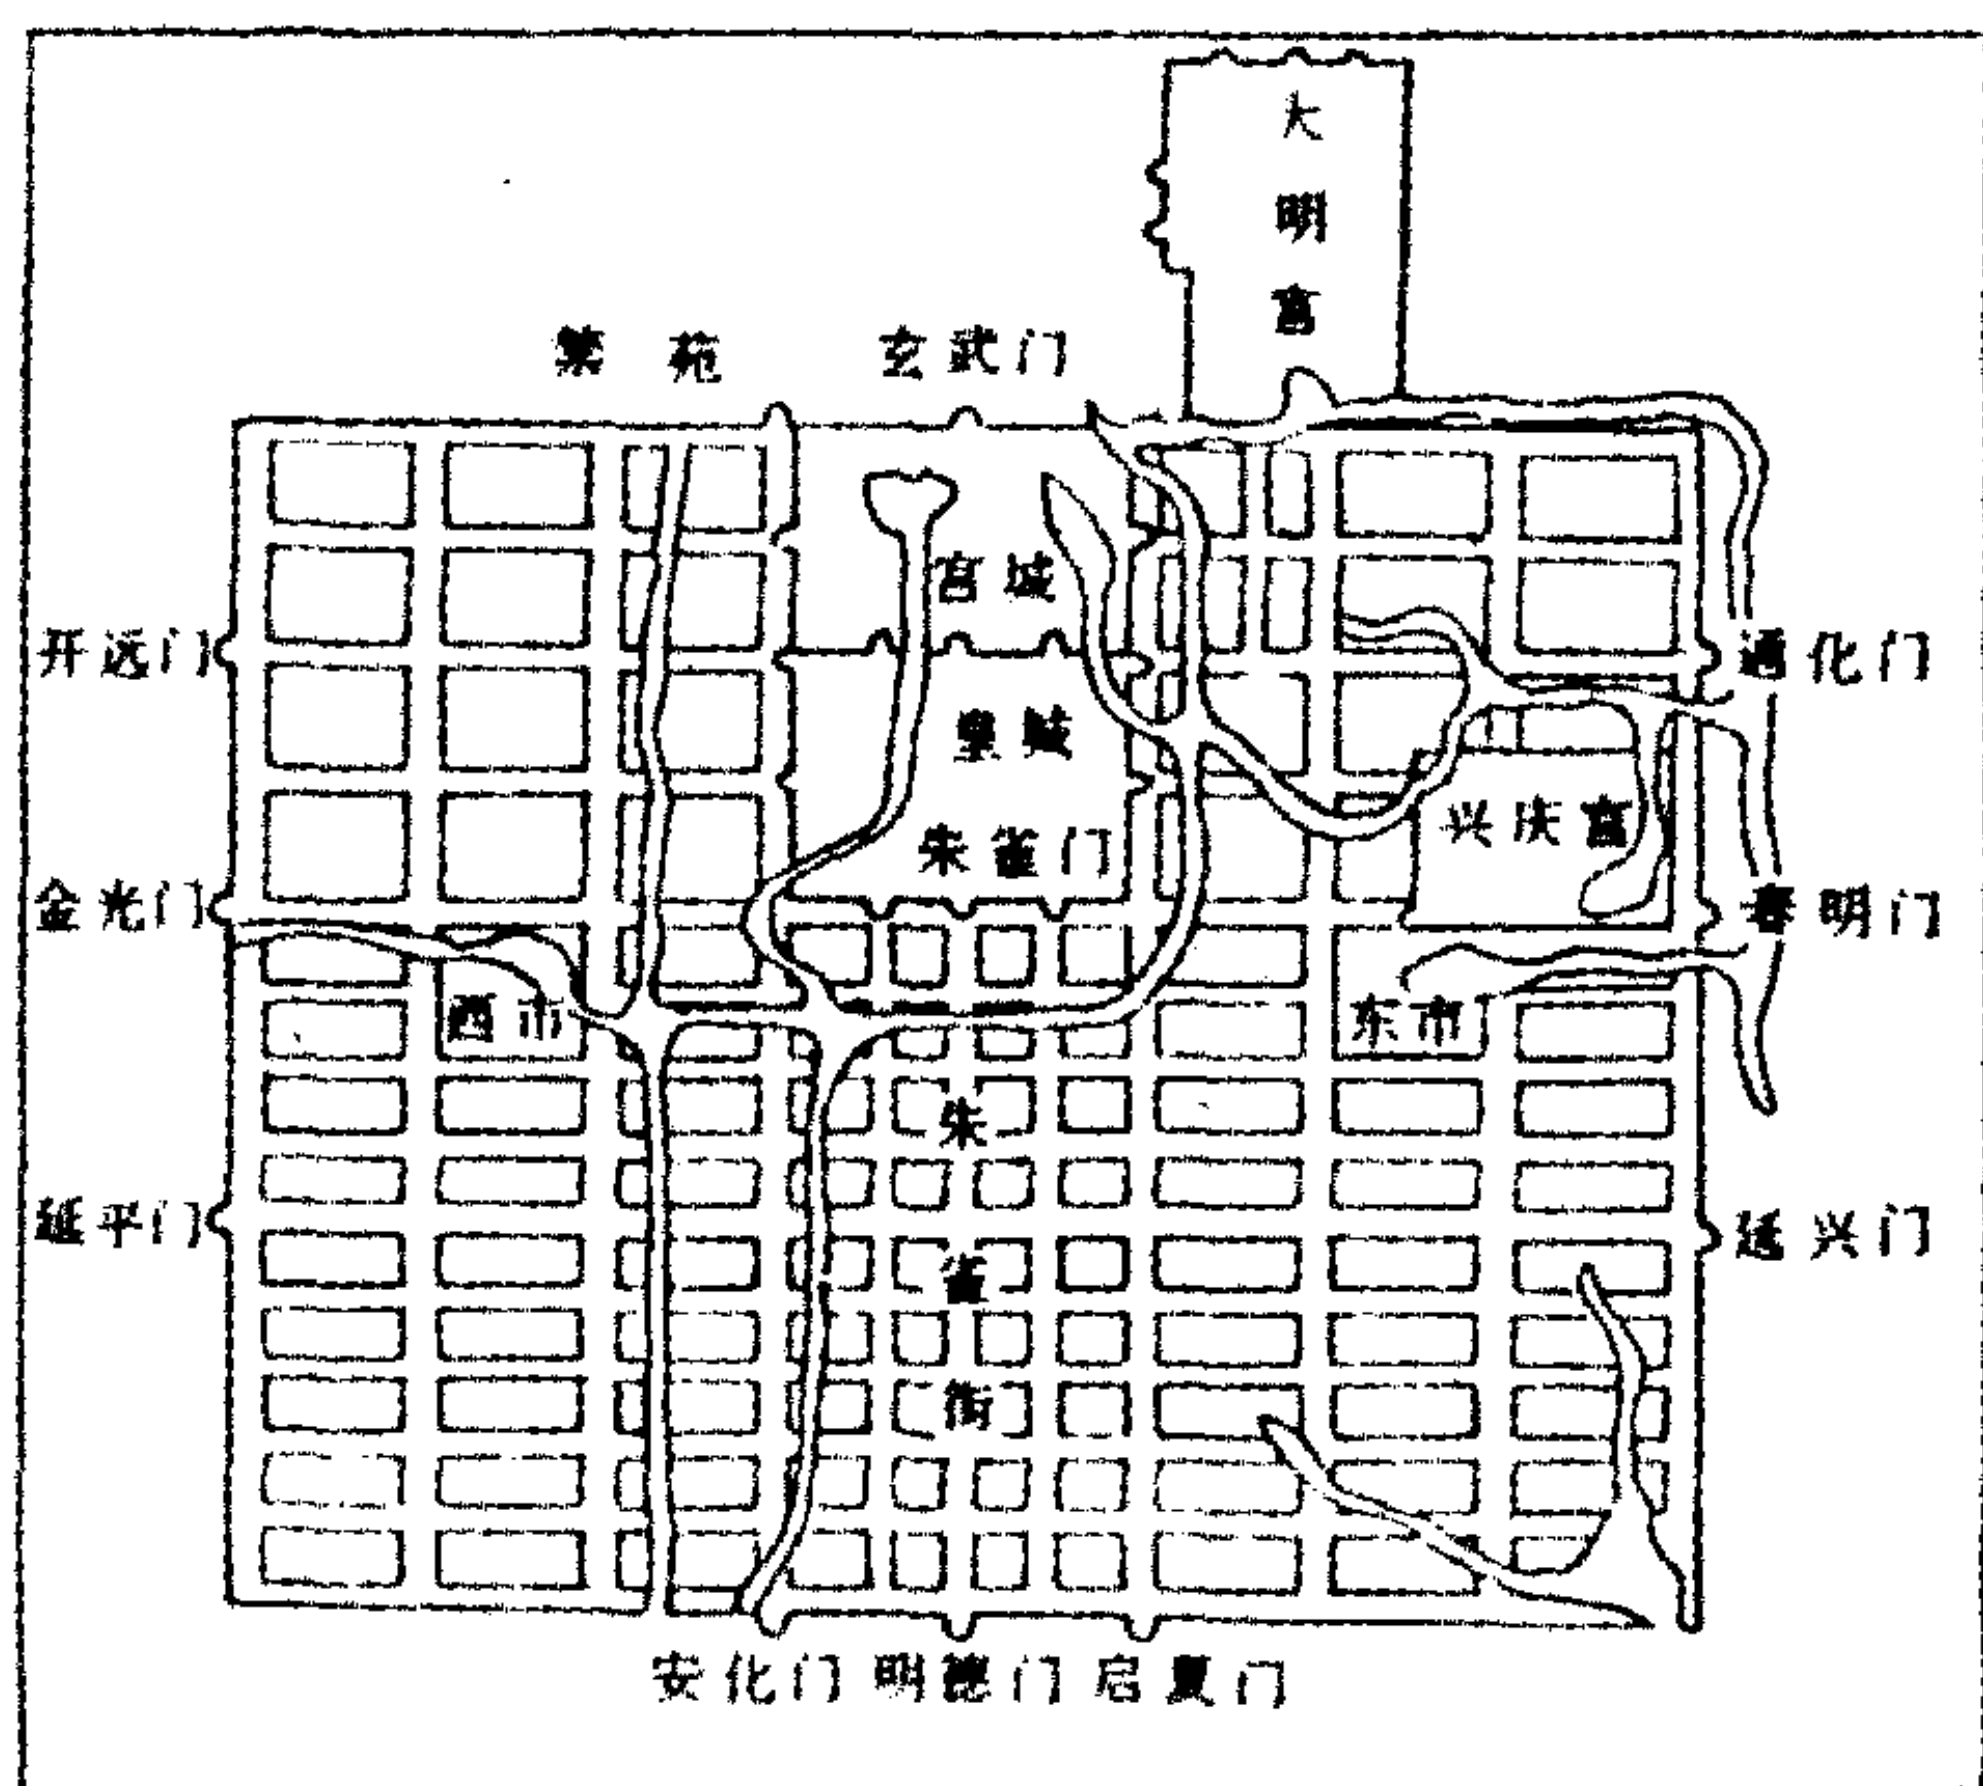 大明宫
禁苑
玄武门
宫城
开远门
通化门
皇城
兴庆宫
朱雀门
金光门
春明门
西市
东市
朱雀街
延平门
延兴门
安化门 明德门 启夏门